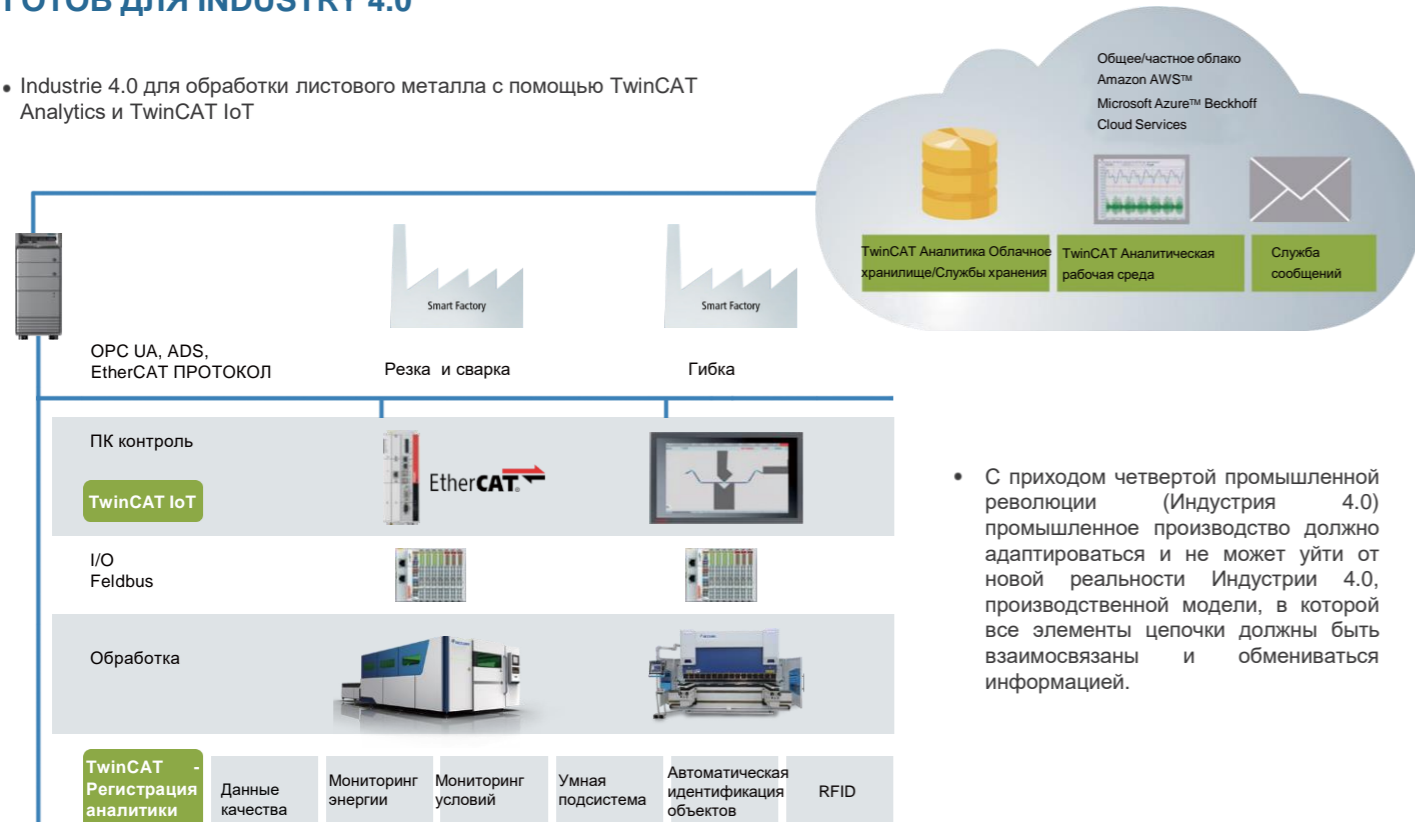 ГОТОВ ДЛЯ INDUSTRY 4.0
• Industrie 4.0 для обработки листового металла с помощью TwinCAT
Analytics и TwinCAT IoT
Общее/частное облако
Amazon AWS™
Microsoft Azure™ Beckhoff
Cloud Services
TwinCAT Аналитика Облачное
хранилище/Службы хранения
TwinCAT Аналитическая
рабочая среда
Служба
сообщений
Smart Factory
Smart Factory
OPC UA, ADS,
EtherCAT ПРОТОКОЛ
Резка и сварка
Гибка
ПК контроль
TwinCAT IoT
EtherCAT®
I/O
Feldbus
Обработка
TwinCAT -
Регистрация
аналитики
Данные
качества
Мониторинг
энергии
Мониторинг
условий
Умная
подсистема
Автоматическая
идентификация
объектов
RFID
• С приходом четвертой промышленной
революции (Индустрия 4.0)
промышленное производство должно
адаптироваться и не может уйти от
новой реальности Индустрии 4.0,
производственной модели, в которой
все элементы цепочки должны быть
взаимосвязаны и обмениваться
информацией.